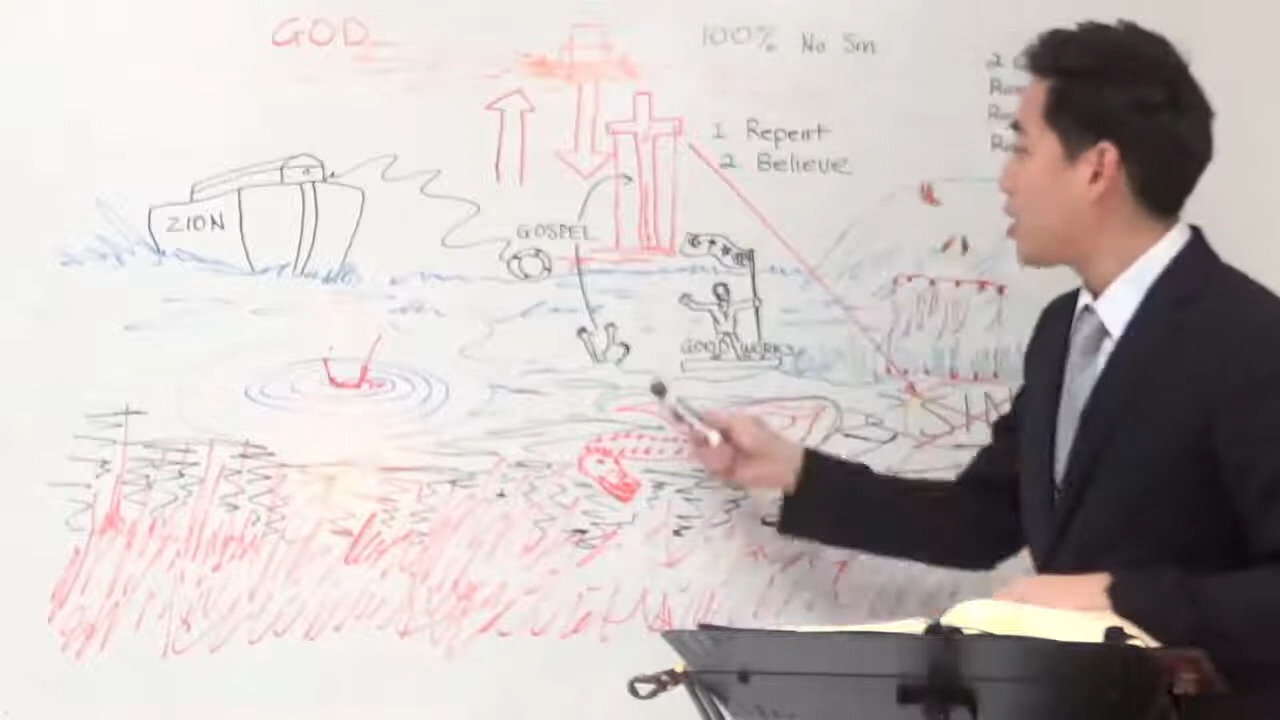 GOD
100% No Sin
1 Repent
2 Believe
ZION
GOSPEL
GOOD WORKS
SIN